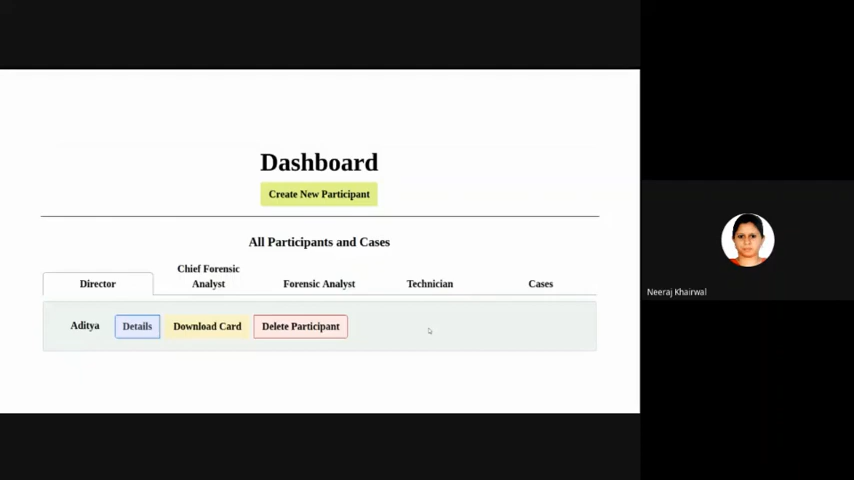 Dashboard
Create New Participant
All Participants and Cases
Director
Chief Forensic
Analyst
Forensic Analyst
Technician
Cases
Aditya
Details
Download Card
Delete Participant
Neeraj Khairwal